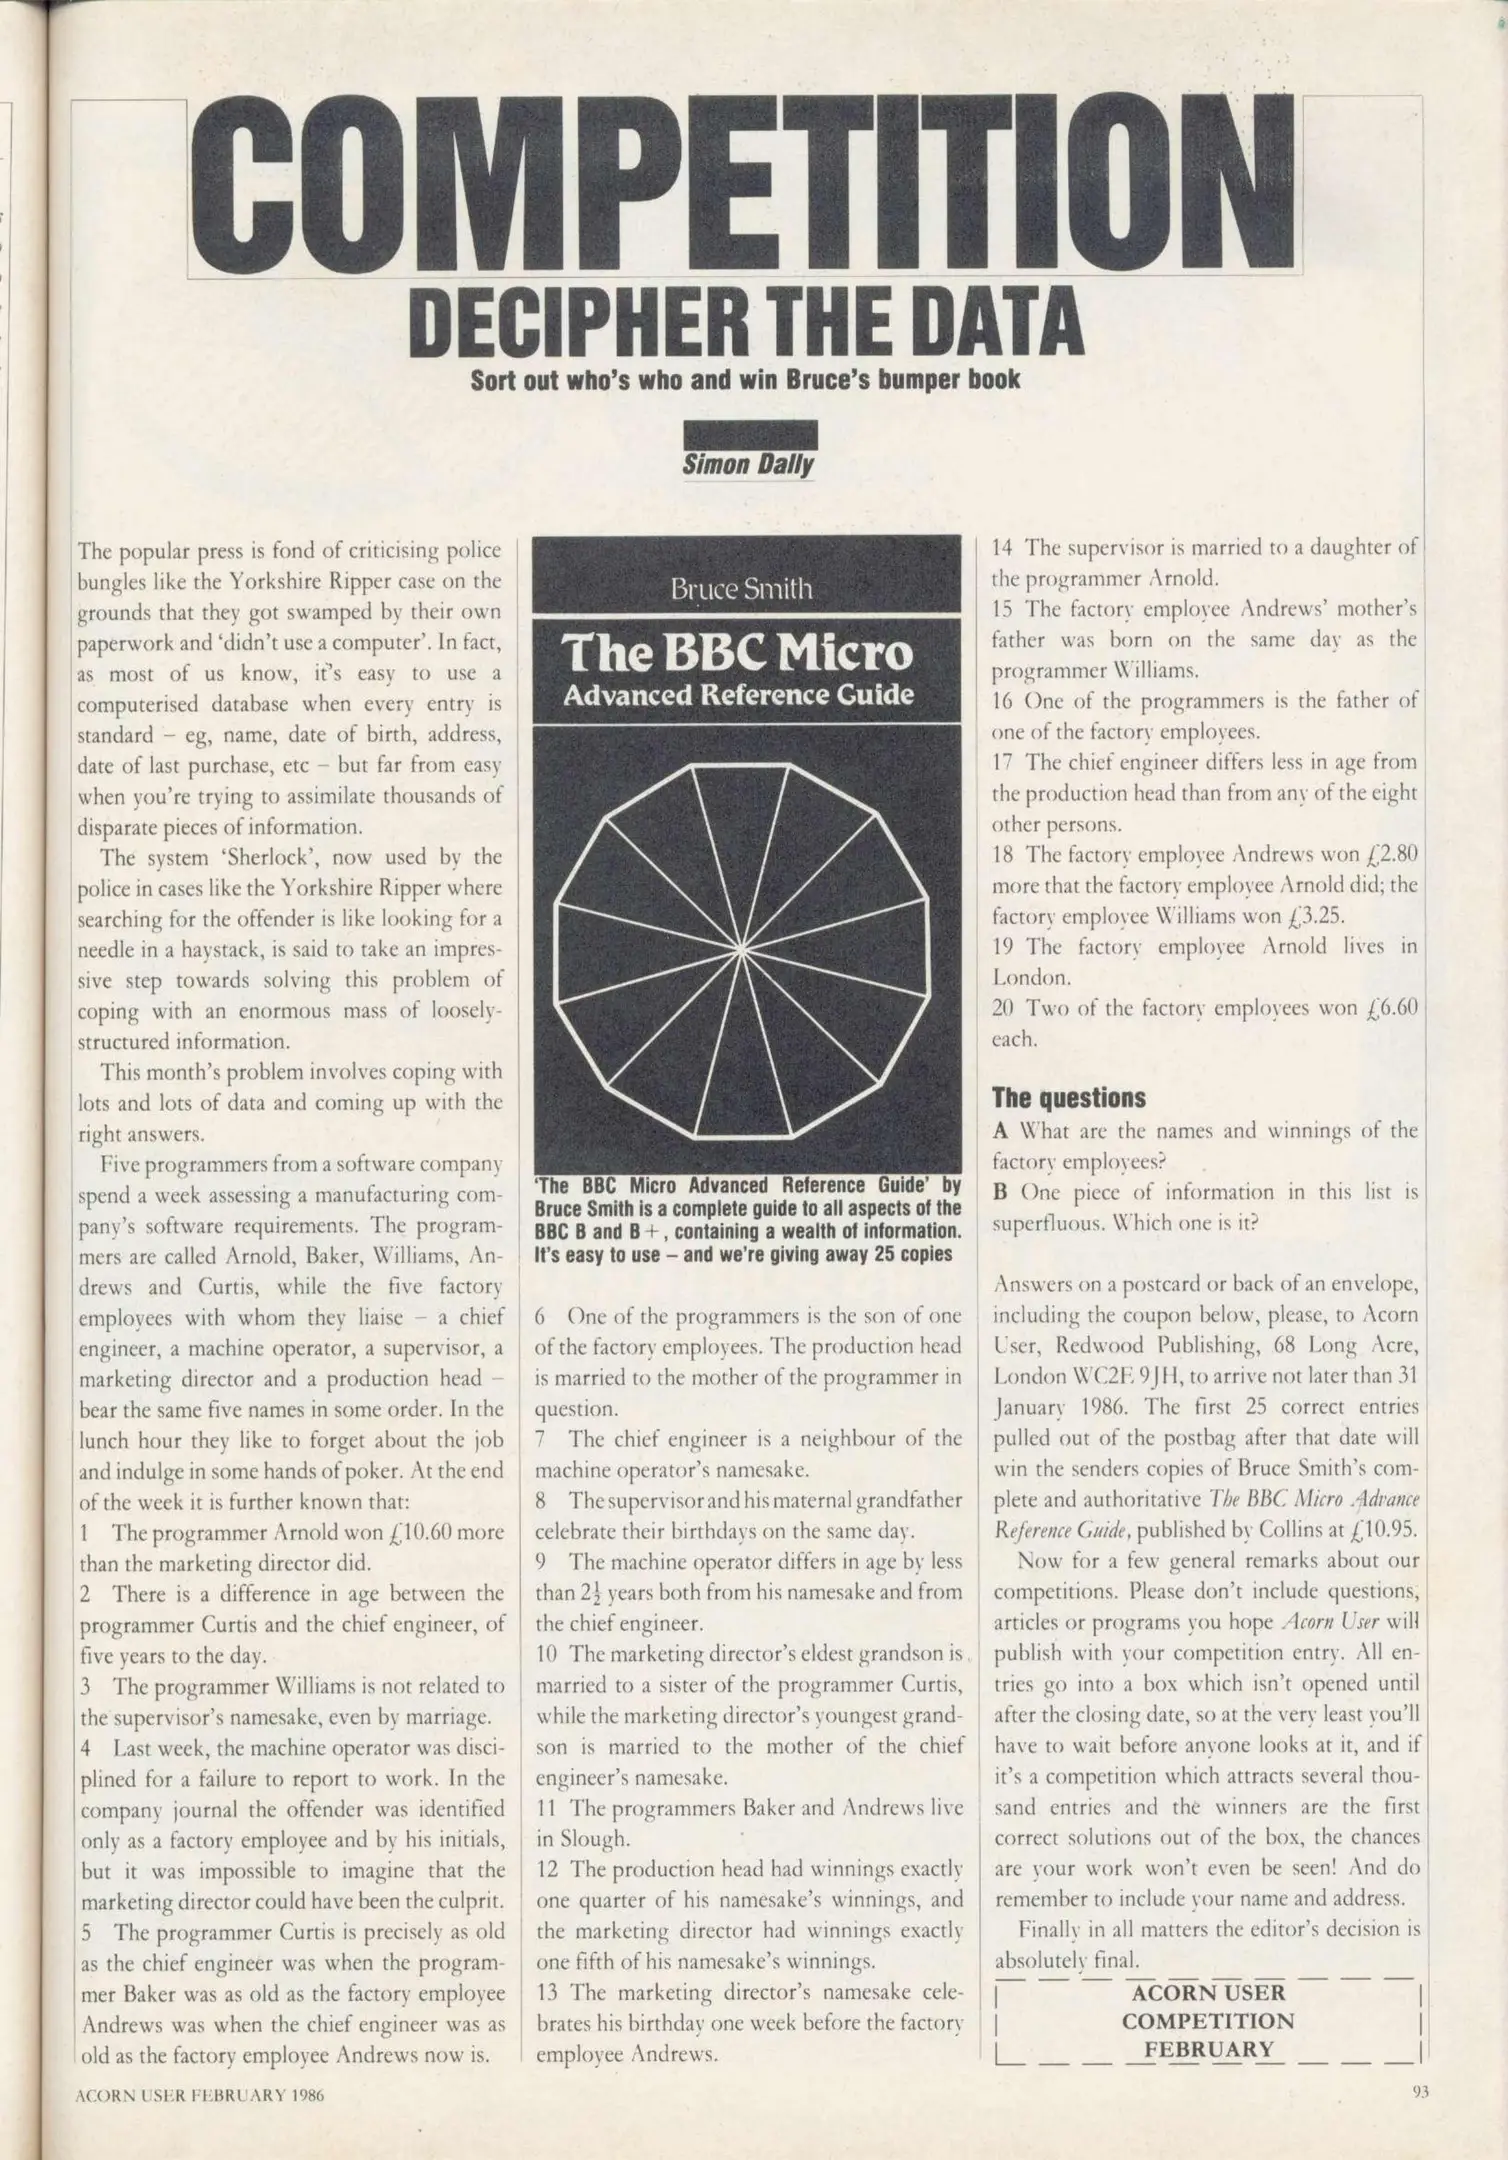 COMPETITION
DECIPHER THE DATA
Sort out who's who and win Bruce's bumper book
Simon Dally
The popular press is fond of criticising police
bungles like the Yorkshire Ripper case on the
grounds that they got swamped by their own
paperwork and 'didn't use a computer'. In fact,
as most of us know, it's easy to use a
computerised database when every entry is
standard – eg, name, date of birth, address,
date of last purchase, etc – but far from easy
when you're trying to assimilate thousands of
disparate pieces of information.
The system 'Sherlock', now used by the
police in cases like the Yorkshire Ripper where
searching for the offender is like looking for a
needle in a haystack, is said to take an impres-
sive step towards solving this problem of
coping with an enormous mass of loosely-
structured information.
This month's problem involves coping with
lots and lots of data and coming up with the
right answers.
Five programmers from a software company
spend a week assessing a manufacturing com-
pany's software requirements. The program-
mers are called Arnold, Baker, Williams, An-
drews and Curtis, while the five factory
employees with whom they liaise – a chief
engineer, a machine operator, a supervisor, a
marketing director and a production head –
bear the same five names in some order. In the
lunch hour they like to forget about the job
and indulge in some hands of poker. At the end
of the week it is further known that:
1 The programmer Arnold won £10.60 more
than the marketing director did.
2 There is a difference in age between the
programmer Curtis and the chief engineer, of
five years to the day.
3 The programmer Williams is not related to
the supervisor's namesake, even by marriage.
4 Last week, the machine operator was disci-
plined for a failure to report to work. In the
company journal the offender was identified
only as a factory employee and by his initials,
but it was impossible to imagine that the
marketing director could have been the culprit.
5 The programmer Curtis is precisely as old
as the chief engineer was when the program-
mer Baker was as old as the factory employee
Andrews was when the chief engineer was as
old as the factory employee Andrews now is.
Bruce Smith
The BBC Micro
Advanced Reference Guide
'The BBC Micro Advanced Reference Guide' by
Bruce Smith is a complete guide to all aspects of the
BBC B and B+, containing a wealth of information.
It's easy to use – and we're giving away 25 copies
6 One of the programmers is the son of one
of the factory employees. The production head
is married to the mother of the programmer in
question.
7 The chief engineer is a neighbour of the
machine operator's namesake.
8 The supervisor and his maternal grandfather
celebrate their birthdays on the same day.
9 The machine operator differs in age by less
than 2½ years both from his namesake and from
the chief engineer.
10 The marketing director's eldest grandson is
married to a sister of the programmer Curtis,
while the marketing director's youngest grand-
son is married to the mother of the chief
engineer's namesake.
11 The programmers Baker and Andrews live
in Slough.
12 The production head had winnings exactly
one quarter of his namesake's winnings, and
the marketing director had winnings exactly
one fifth of his namesake's winnings.
13 The marketing director's namesake cele-
brates his birthday one week before the factory
employee Andrews.
14 The supervisor is married to a daughter of
the programmer Arnold.
15 The factory employee Andrews' mother's
father was born on the same day as the
programmer Williams.
16 One of the programmers is the father of
one of the factory employees.
17 The chief engineer differs less in age from
the production head than from any of the eight
other persons.
18 The factory employee Andrews won £2.80
more that the factory employee Arnold did; the
factory employee Williams won £3.25.
19 The factory employee Arnold lives in
London.
20 Two of the factory employees won £6.60
each.
The questions
A What are the names and winnings of the
factory employees?
B One piece of information in this list is
superfluous. Which one is it?
Answers on a postcard or back of an envelope,
including the coupon below, please, to Acorn
User, Redwood Publishing, 68 Long Acre,
London WC2E 9JH, to arrive not later than 31
January 1986. The first 25 correct entries
pulled out of the postbag after that date will
win the senders copies of Bruce Smith's com-
plete and authoritative The BBC Micro Advance
Reference Guide, published by Collins at £10.95.
Now for a few general remarks about our
competitions. Please don't include questions,
articles or programs you hope Acorn User will
publish with your competition entry. All en-
tries go into a box which isn't opened until
after the closing date, so at the very least you'll
have to wait before anyone looks at it, and if
it's a competition which attracts several thou-
sand entries and the winners are the first
correct solutions out of the box, the chances
are your work won't even be seen! And do
remember to include your name and address.
Finally in all matters the editor's decision is
absolutely final.
ACORN USER
COMPETITION
FEBRUARY
ACORN USER FEBRUARY 1986
93